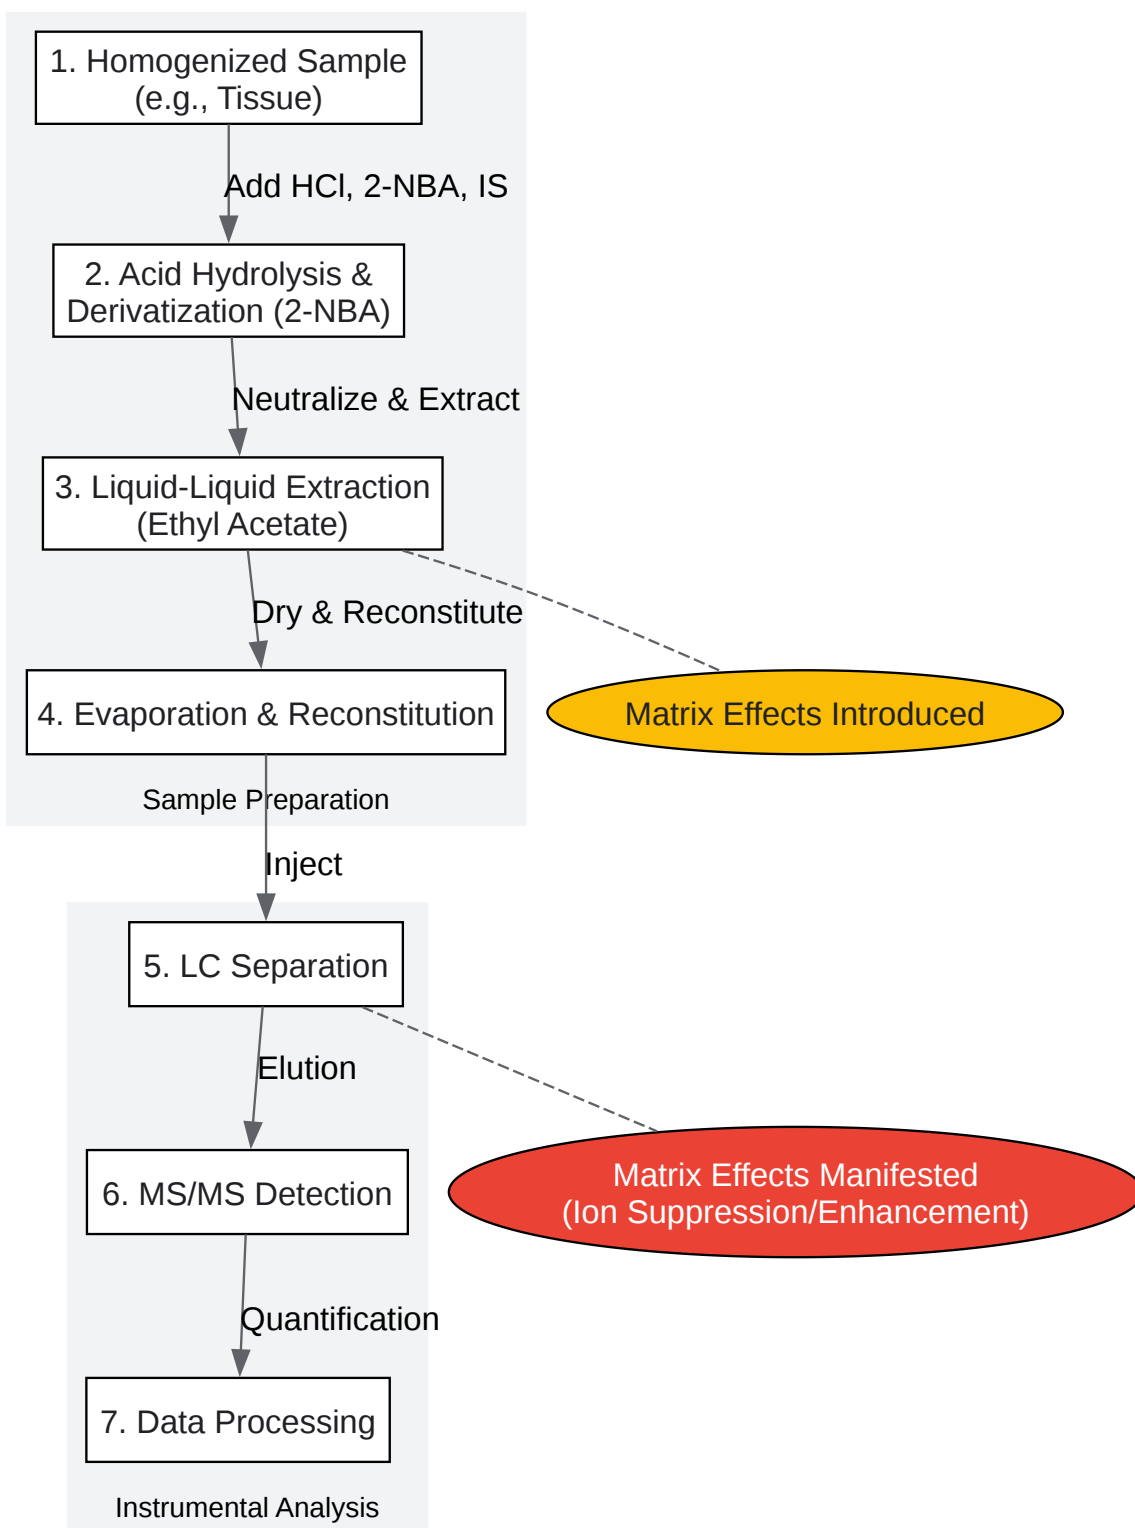 1. Homogenized Sample
(e.g., Tissue)
Add HCl, 2-NBA, IS
2. Acid Hydrolysis &
Derivatization (2-NBA)
Neutralize & Extract
3. Liquid-Liquid Extraction
(Ethyl Acetate)
Dry & Reconstitute
4. Evaporation & Reconstitution
Matrix Effects Introduced
Sample Preparation
Inject
5. LC Separation
Elution
6. MS/MS Detection
Matrix Effects Manifested
(Ion Suppression/Enhancement)
Quantification
7. Data Processing
Instrumental Analysis